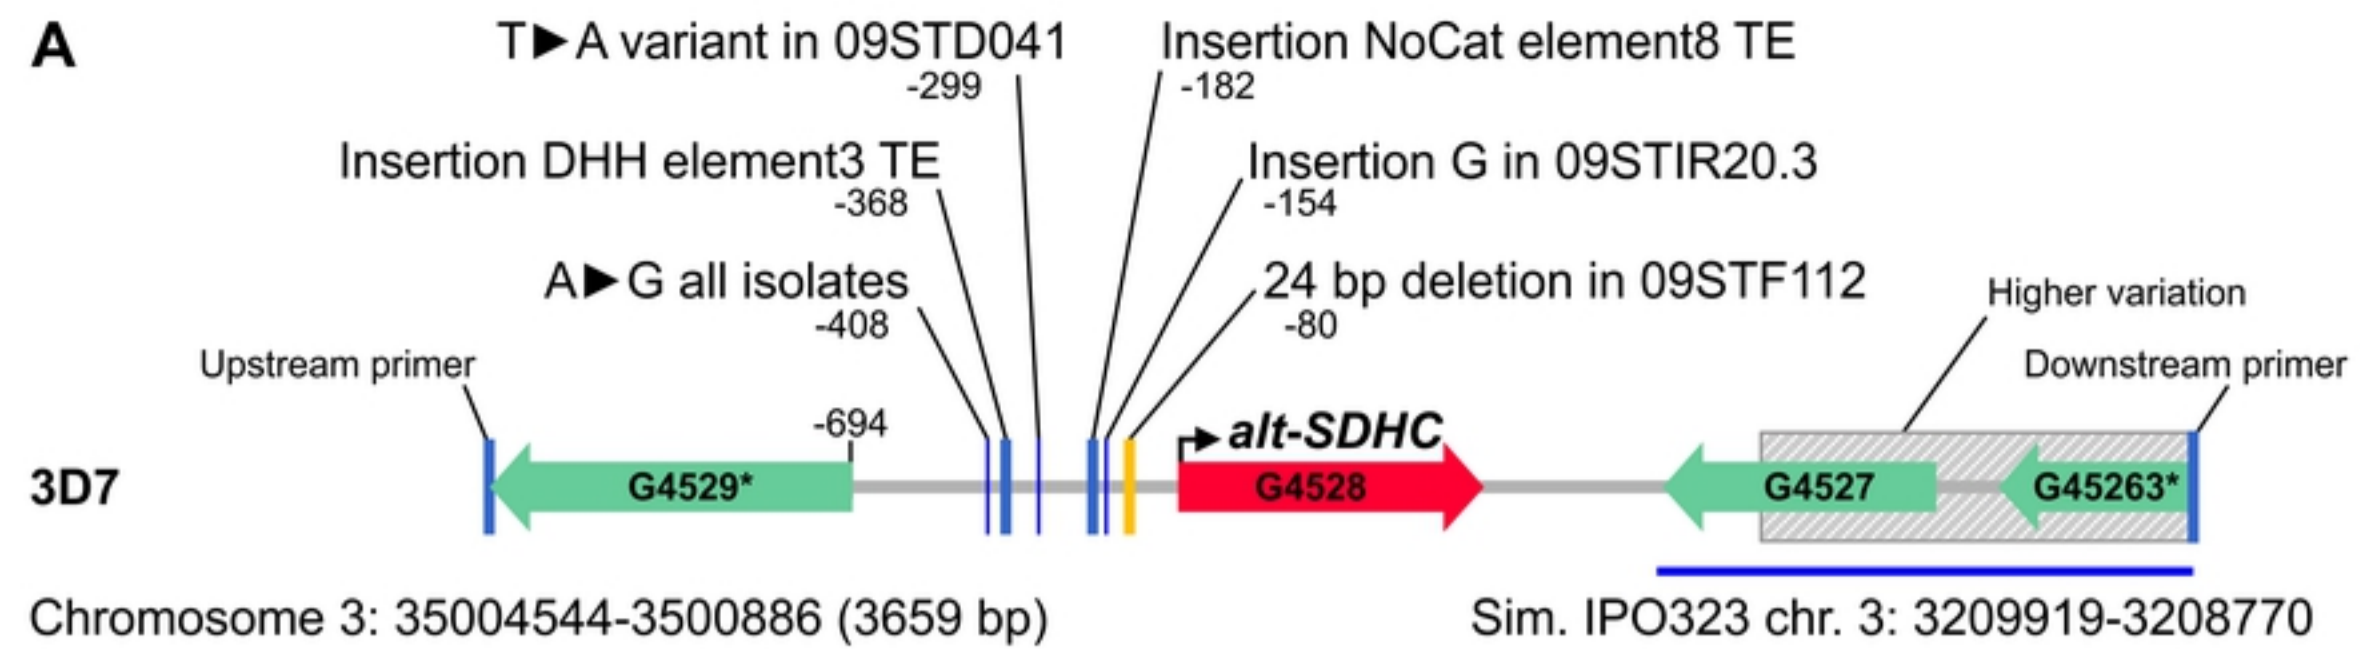 A
T►A variant in 09STD041
-299
Insertion NoCat element8 TE
-182
Insertion DHH element3 TE
-368
Insertion G in 09STIR20.3
-154
A►G all isolates
-408
24 bp deletion in 09STF112
-80
Higher variation
Upstream primer
Downstream primer
-694
alt-SDHC
3D7
G4529*
G4528
G4527
G45263*
Chromosome 3: 35004544-3500886 (3659 bp)
Sim. IPO323 chr. 3: 3209919-3208770